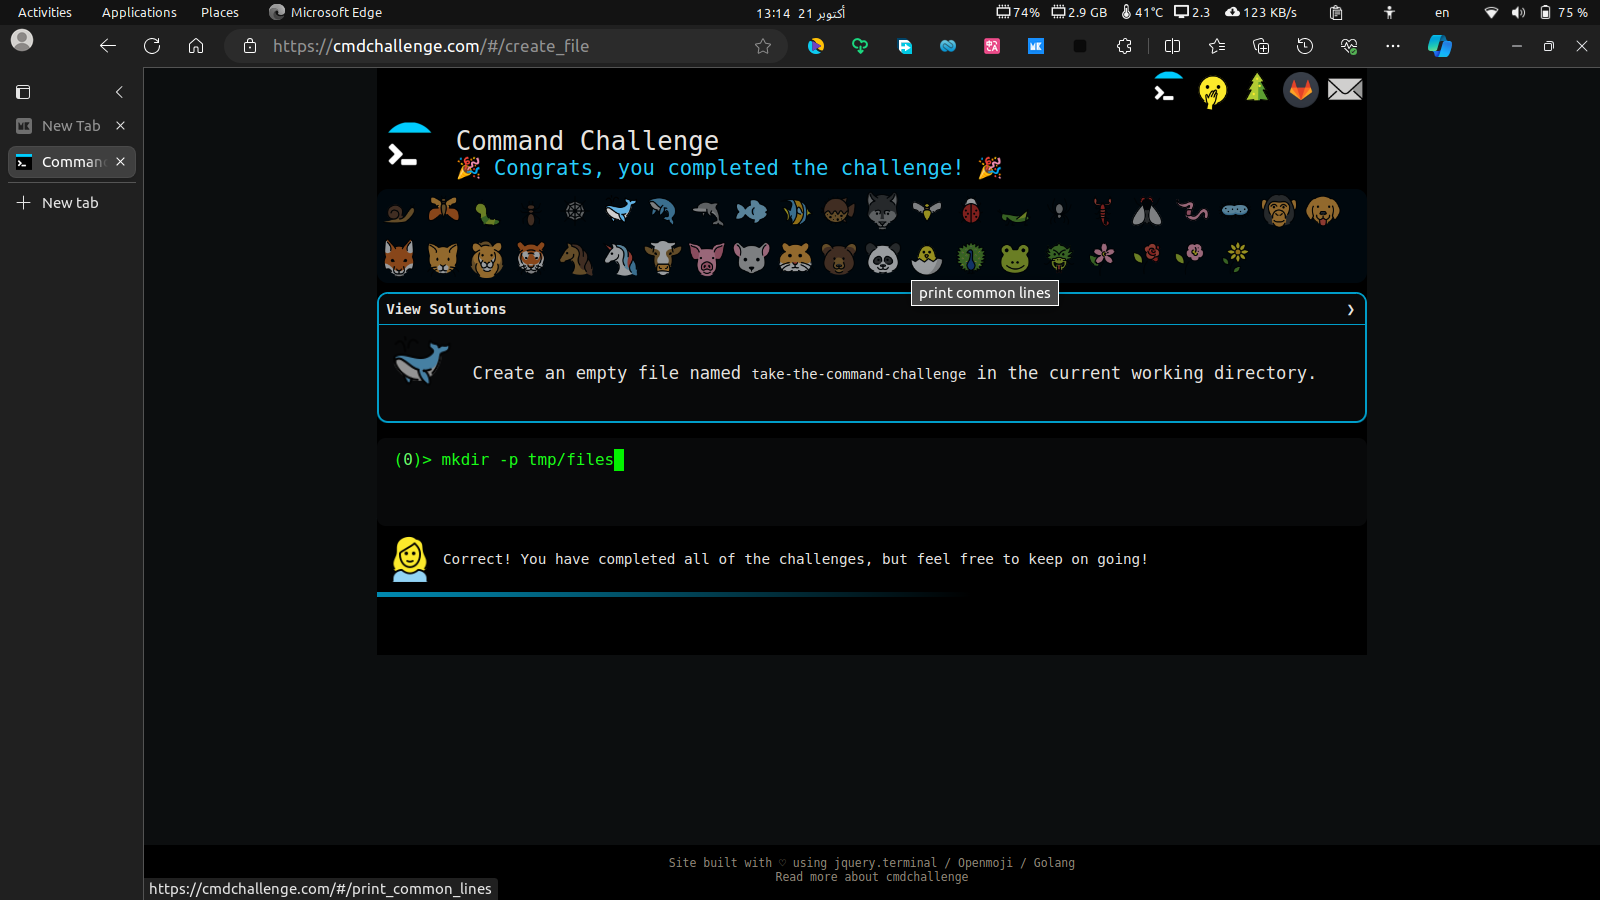 Activities Applications Places Microsoft Edge 13:14 21 أكتوبر 74% 2.9 GB 41°C 2.3 123 KB/s en 75 %
https://cmdchallenge.com/#/create_file
New Tab
Comman
New tab
Command Challenge
Congrats, you completed the challenge!
print common lines
View Solutions
Create an empty file named take-the-command-challenge in the current working directory.
(0)> mkdir -p tmp/files
Correct! You have completed all of the challenges, but feel free to keep on going!
Site built with ♡ using jquery.terminal / Openmoji / Golang
Read more about cmdchallenge
https://cmdchallenge.com/#/print_common_lines